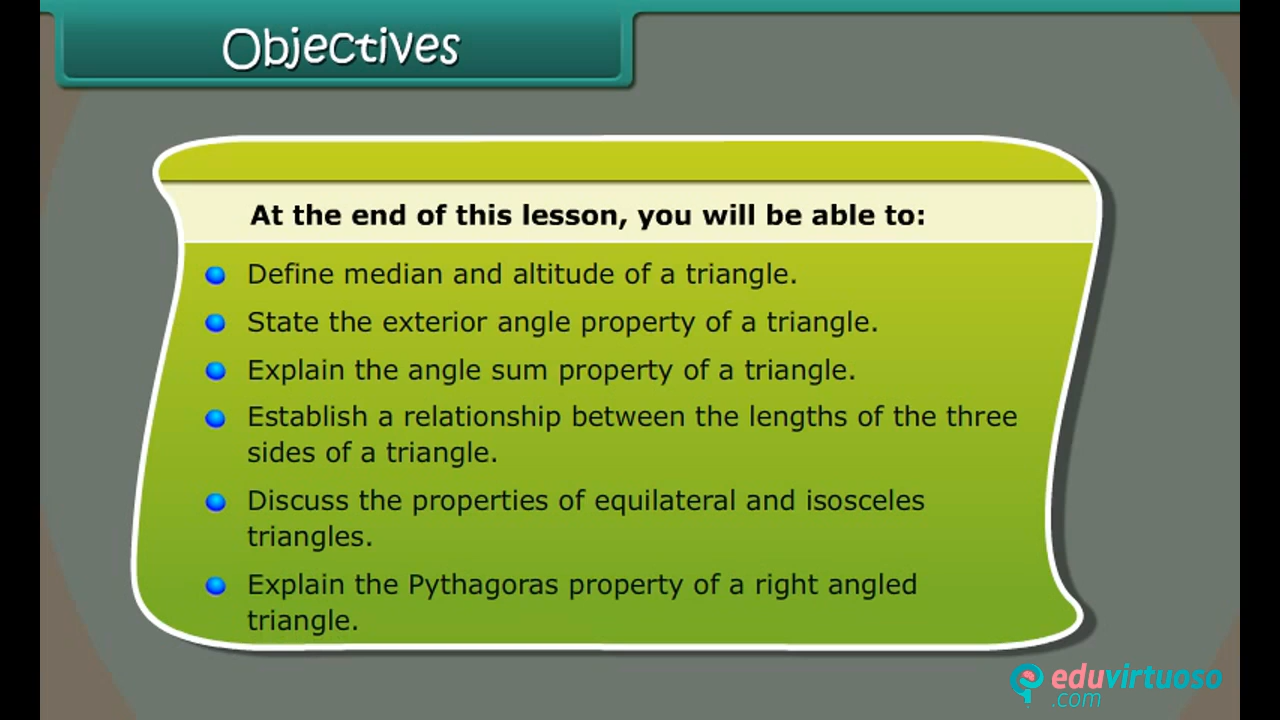 Objectives
At the end of this lesson, you will be able to:
Define median and altitude of a triangle.
State the exterior angle property of a triangle.
Explain the angle sum property of a triangle.
Establish a relationship between the lengths of the three
sides of a triangle.
Discuss the properties of equilateral and isosceles
triangles.
Explain the Pythagoras property of a right angled
triangle.
eduvirtuoso
.com